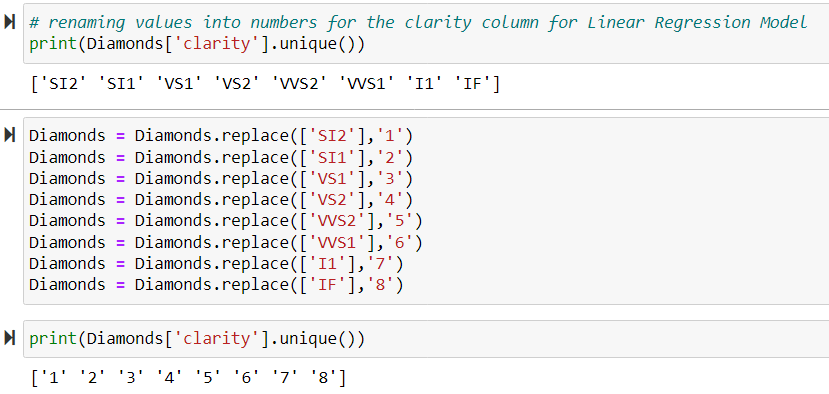 # renaming values into numbers for the clarity column for Linear Regression Model
print(Diamonds['clarity'].unique())
['SI2' 'SI1' 'VS1' 'VS2' 'VVS2' 'VVS1' 'I1' 'IF']
Diamonds = Diamonds.replace(['SI2'],'1')
Diamonds = Diamonds.replace(['SI1'],'2')
Diamonds = Diamonds.replace(['VS1'],'3')
Diamonds = Diamonds.replace(['VS2'],'4')
Diamonds = Diamonds.replace(['VVS2'],'5')
Diamonds = Diamonds.replace(['VVS1'],'6')
Diamonds = Diamonds.replace(['I1'],'7')
Diamonds = Diamonds.replace(['IF'],'8')
print(Diamonds['clarity'].unique())
['1' '2' '3' '4' '5' '6' '7' '8']